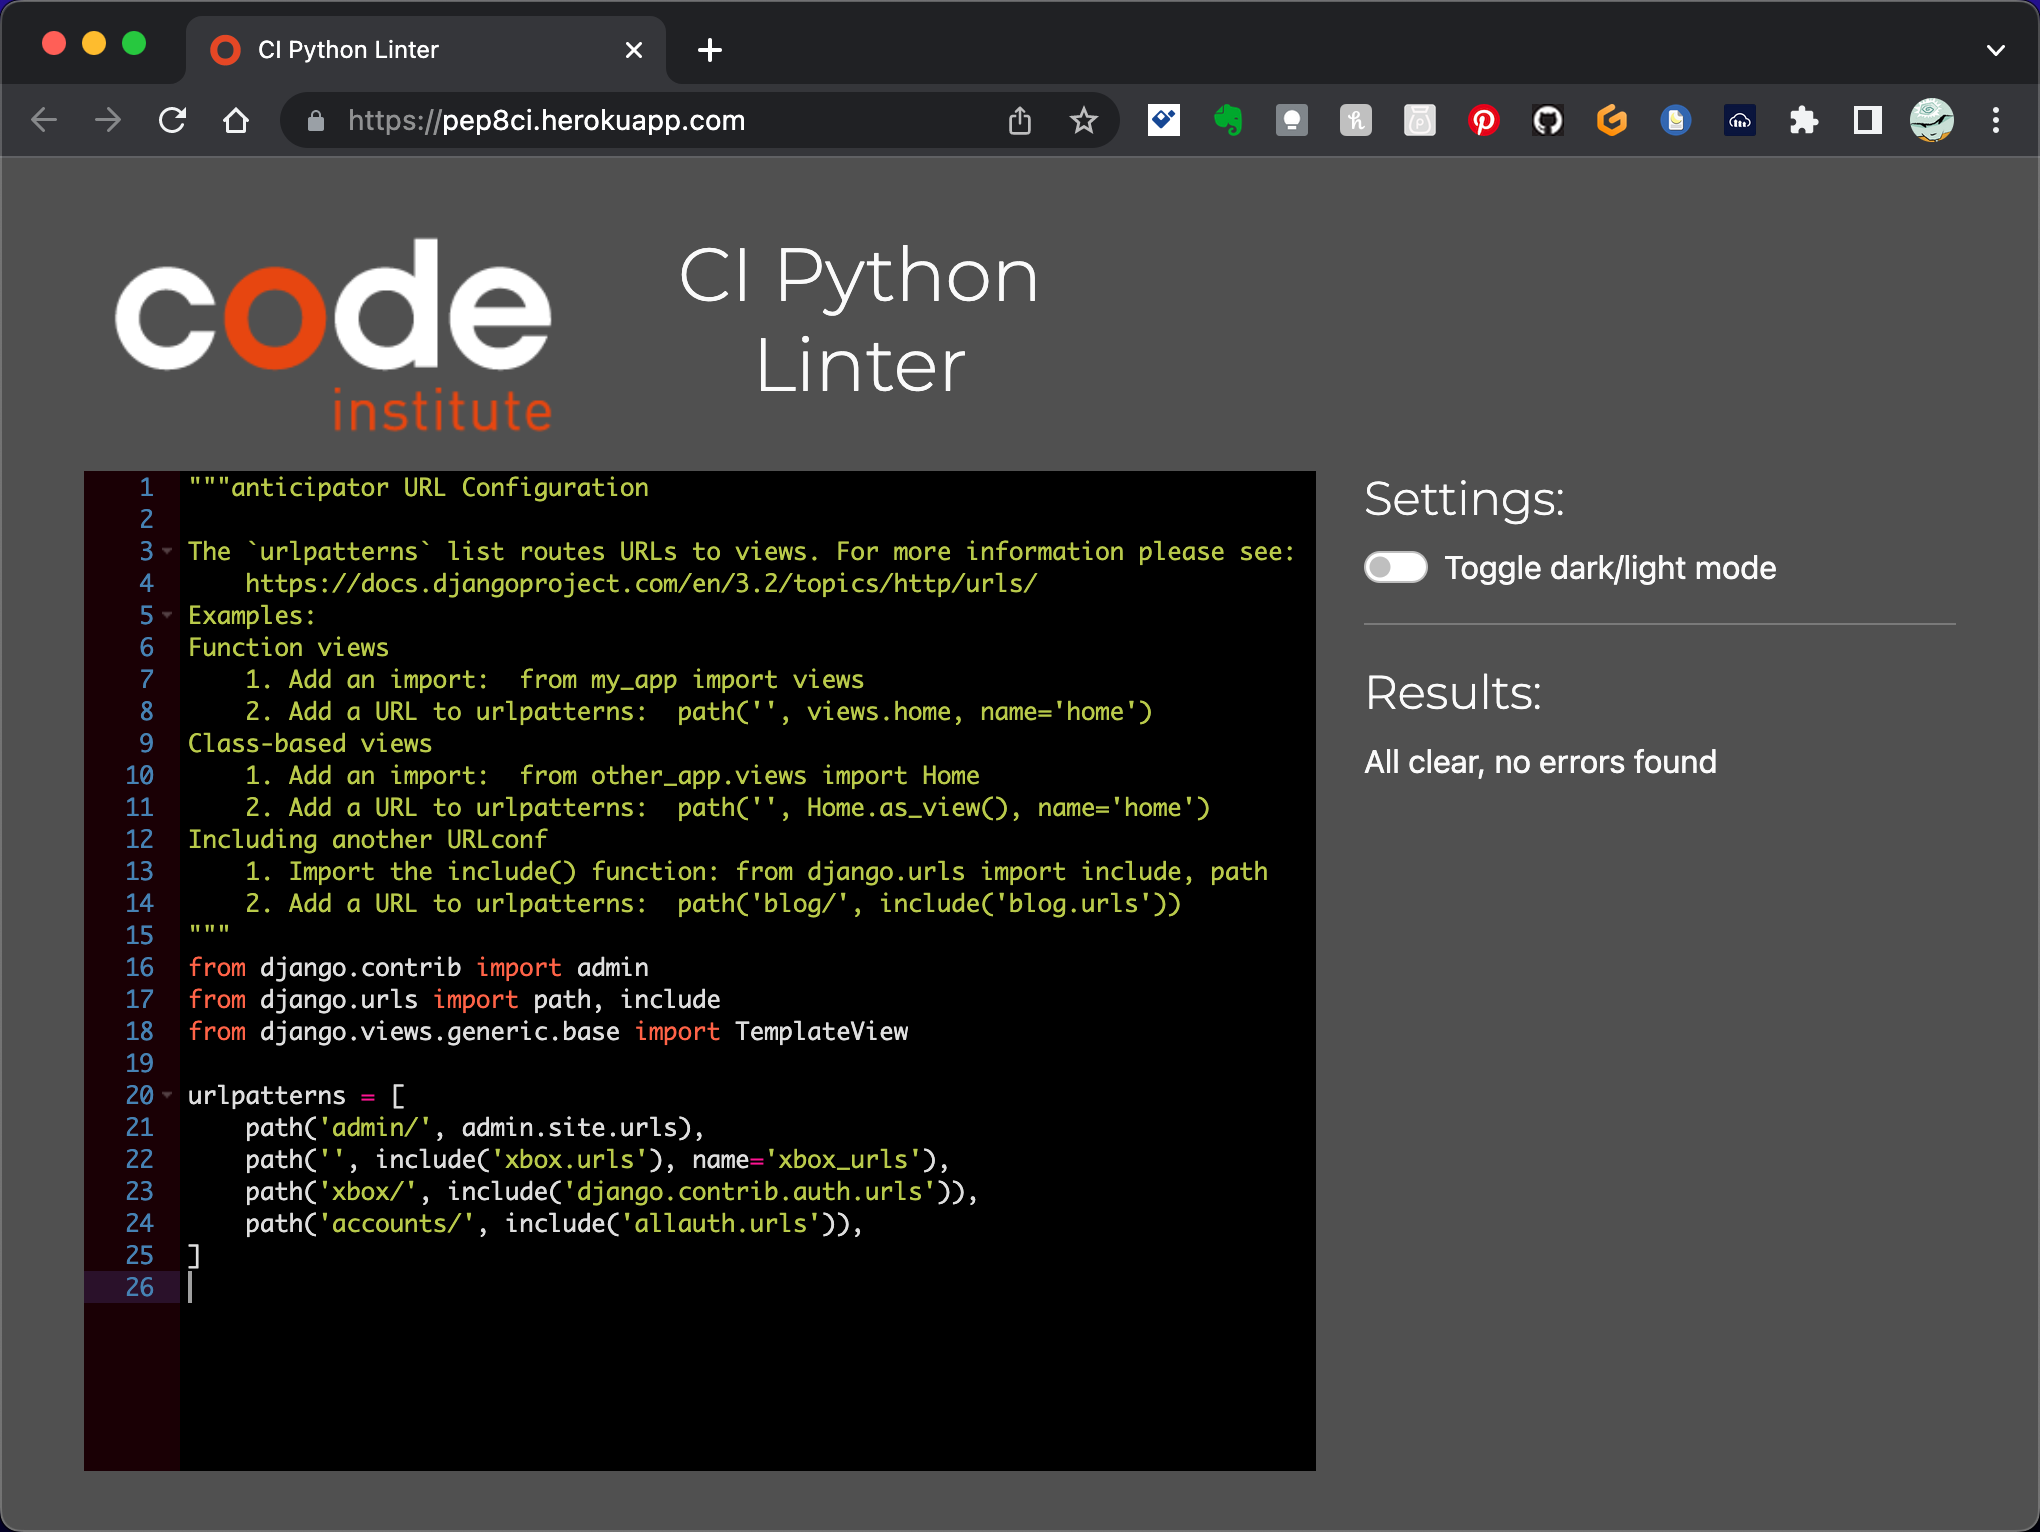 CI Python Linter
https://pep8ci.herokuapp.com
code
institute
CI Python
Linter
1 """anticipator URL Configuration
2
3 The `urlpatterns` list routes URLs to views. For more information please see:
4     https://docs.djangoproject.com/en/3.2/topics/http/urls/
5 Examples:
6 Function views
7     1. Add an import:  from my_app import views
8     2. Add a URL to urlpatterns:  path('', views.home, name='home')
9 Class-based views
10     1. Add an import:  from other_app.views import Home
11     2. Add a URL to urlpatterns:  path('', Home.as_view(), name='home')
12 Including another URLconf
13     1. Import the include() function: from django.urls import include, path
14     2. Add a URL to urlpatterns:  path('blog/', include('blog.urls'))
15 """
16 from django.contrib import admin
17 from django.urls import path, include
18 from django.views.generic.base import TemplateView
19
20 urlpatterns = [
21     path('admin/', admin.site.urls),
22     path('', include('xbox.urls'), name='xbox_urls'),
23     path('xbox/', include('django.contrib.auth.urls')),
24     path('accounts/', include('allauth.urls')),
25 ]
26
Settings:
Toggle dark/light mode
Results:
All clear, no errors found